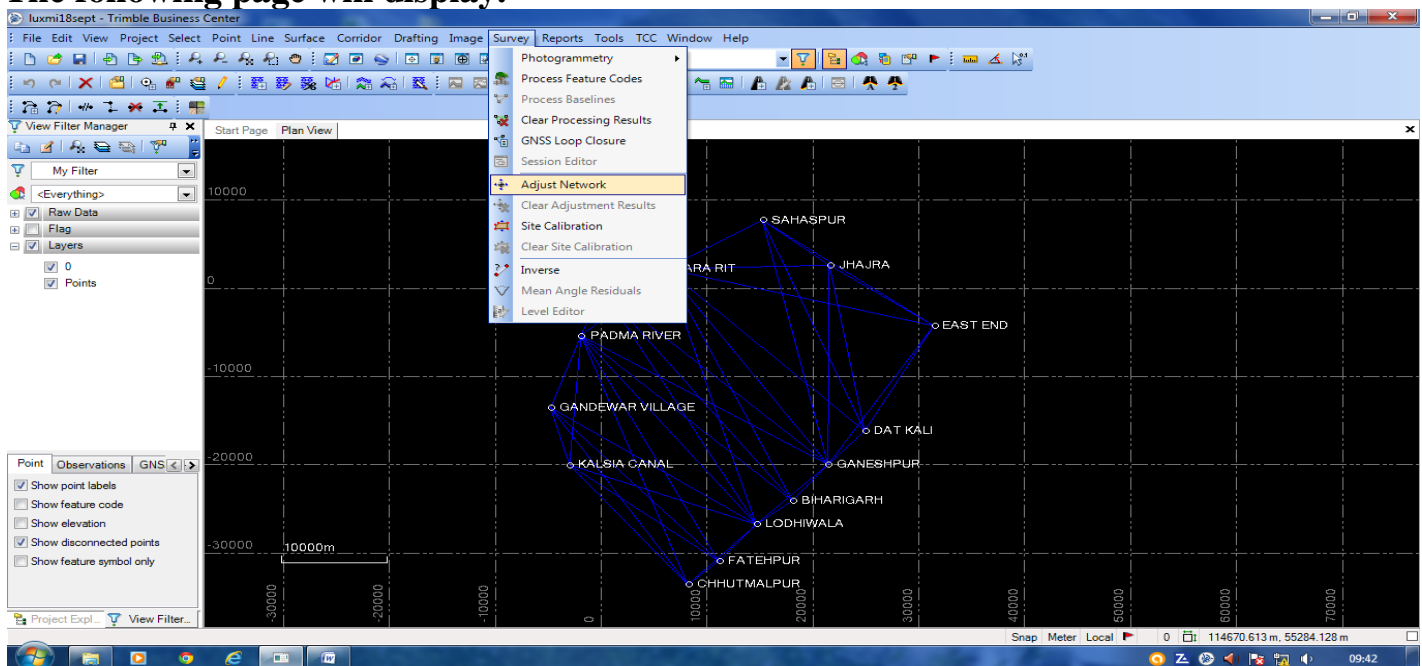 The following page will display.
luxmi18sept - Trimble Business Center
File Edit View Project Select Point Line Surface Corridor Drafting Image Survey Reports Tools TCC Window Help
Photogrammetry
Process Feature Codes
Process Baselines
Clear Processing Results
GNSS Loop Closure
Session Editor
Adjust Network
Clear Adjustment Results
Site Calibration
Clear Site Calibration
Inverse
Mean Angle Residuals
Level Editor
View Filter Manager
Start Page Plan View
My Filter
<Everything>
Raw Data
Flag
Layers
0
Points
10000
0
-10000
-20000
-30000
SAHASPUR
ARA RIT
JHAJRA
EAST END
PADMA RIVER
GANDEWAR VILLAGE
DAT KALI
KALSIA CANAL
GANESHPUR
BIHARIGARH
LODHIWALA
FATEHPUR
CHHUTMALPUR
10000m
-30000
-20000
-10000
0
10000
20000
30000
40000
50000
60000
70000
Point Observations GNS
Show point labels
Show feature code
Show elevation
Show disconnected points
Show feature symbol only
Project Expl... View Filter...
Snap Meter Local 0 114670.613 m, 55284.128 m
09:42